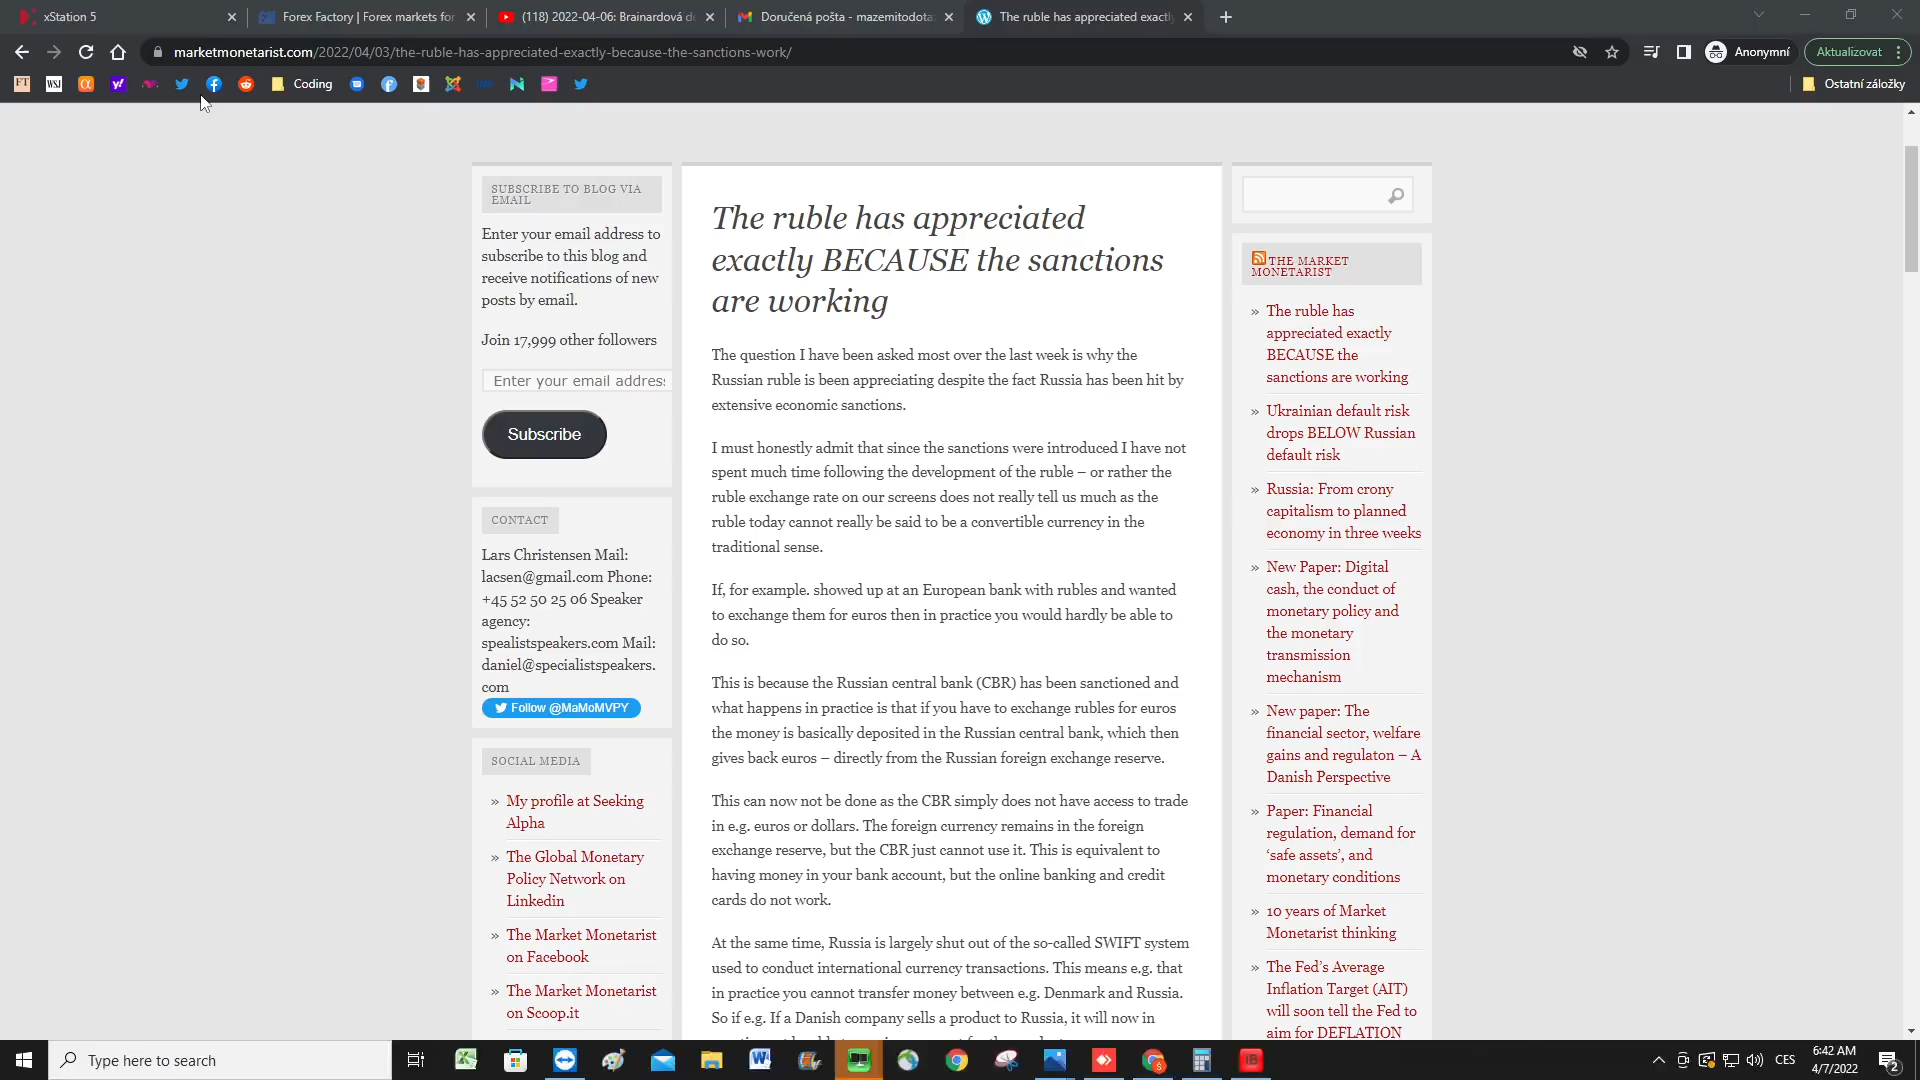 xStation 5
Forex Factory | Forex markets for
(118) 2022-04-06: Brainardová d
Doručená pošta - mazemitodota
The ruble has appreciated exactly
marketmonetarist.com/2022/04/03/the-ruble-has-appreciated-exactly-because-the-sanctions-work/
Anonymní
Aktualizovat
FT
WSJ
Coding
Ostatní záložky
SUBSCRIBE TO BLOG VIA
EMAIL
Enter your email address to
subscribe to this blog and
receive notifications of new
posts by email.
Join 17,999 other followers
Enter your email address
Subscribe
CONTACT
Lars Christensen Mail:
lacsen@gmail.com Phone:
+45 52 50 25 06 Speaker
agency:
spealistspeakers.com Mail:
daniel@specialistspeakers.
com
Follow @MaMoMVPY
SOCIAL MEDIA
» My profile at Seeking
Alpha
» The Global Monetary
Policy Network on
Linkedin
» The Market Monetarist
on Facebook
» The Market Monetarist
on Scoop.it
The ruble has appreciated
exactly BECAUSE the sanctions
are working
The question I have been asked most over the last week is why the
Russian ruble is been appreciating despite the fact Russia has been hit by
extensive economic sanctions.
I must honestly admit that since the sanctions were introduced I have not
spent much time following the development of the ruble – or rather the
ruble exchange rate on our screens does not really tell us much as the
ruble today cannot really be said to be a convertible currency in the
traditional sense.
If, for example. showed up at an European bank with rubles and wanted
to exchange them for euros then in practice you would hardly be able to
do so.
This is because the Russian central bank (CBR) has been sanctioned and
what happens in practice is that if you have to exchange rubles for euros
the money is basically deposited in the Russian central bank, which then
gives back euros – directly from the Russian foreign exchange reserve.
This can now not be done as the CBR simply does not have access to trade
in e.g. euros or dollars. The foreign currency remains in the foreign
exchange reserve, but the CBR just cannot use it. This is equivalent to
having money in your bank account, but the online banking and credit
cards do not work.
At the same time, Russia is largely shut out of the so-called SWIFT system
used to conduct international currency transactions. This means e.g. that
in practice you cannot transfer money between e.g. Denmark and Russia.
So if e.g. If a Danish company sells a product to Russia, it will now in
THE MARKET
MONETARIST
» The ruble has
appreciated exactly
BECAUSE the
sanctions are working
» Ukrainian default risk
drops BELOW Russian
default risk
» Russia: From crony
capitalism to planned
economy in three weeks
» New Paper: Digital
cash, the conduct of
monetary policy and
the monetary
transmission
mechanism
» New paper: The
financial sector, welfare
gains and regulaton – A
Danish Perspective
» Paper: Financial
regulation, demand for
‘safe assets’, and
monetary conditions
» 10 years of Market
Monetarist thinking
» The Fed’s Average
Inflation Target (AIT)
will soon tell the Fed to
aim for DEFLATION
Type here to search
CES
6:42 AM
4/7/2022
2